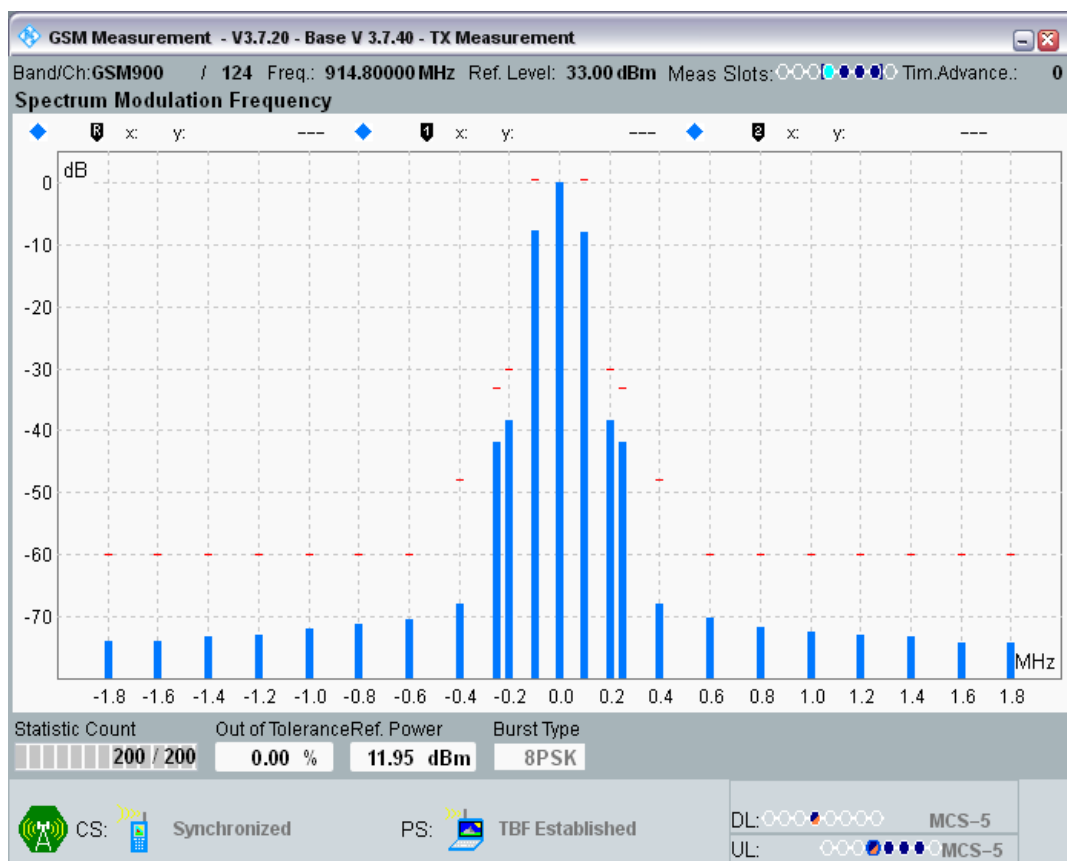 GSM Measurement - V3.7.20 - Base V 3.7.40 - TX Measurement
Band/Ch:GSM900 / 124 Freq.: 914.80000 MHz Ref. Level: 33.00 dBm Meas Slots: Tim.Advance.: 0
Spectrum Modulation Frequency
R x: y: --- 1 x: y: --- 2 x: y: ---
dB
0
-10
-20
-30
-40
-50
-60
-70
MHz
-1.8 -1.6 -1.4 -1.2 -1.0 -0.8 -0.6 -0.4 -0.2 0.0 0.2 0.4 0.6 0.8 1.0 1.2 1.4 1.6 1.8
Statistic Count Out of Tolerance Ref. Power Burst Type
200 / 200 0.00 % 11.95 dBm 8PSK
CS: Synchronized PS: TBF Established
DL: MCS-5
UL: MCS-5